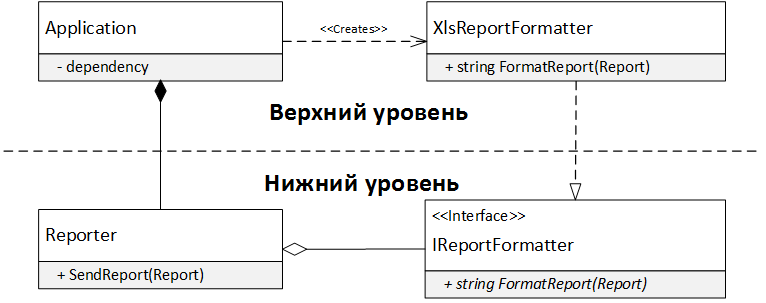 Application
- dependency
<<Creates>>
XlsReportFormatter
+ string FormatReport(Report)
Верхний уровень
Нижний уровень
Reporter
+ SendReport(Report)
<<Interface>>
IReportFormatter
+ string FormatReport(Report)